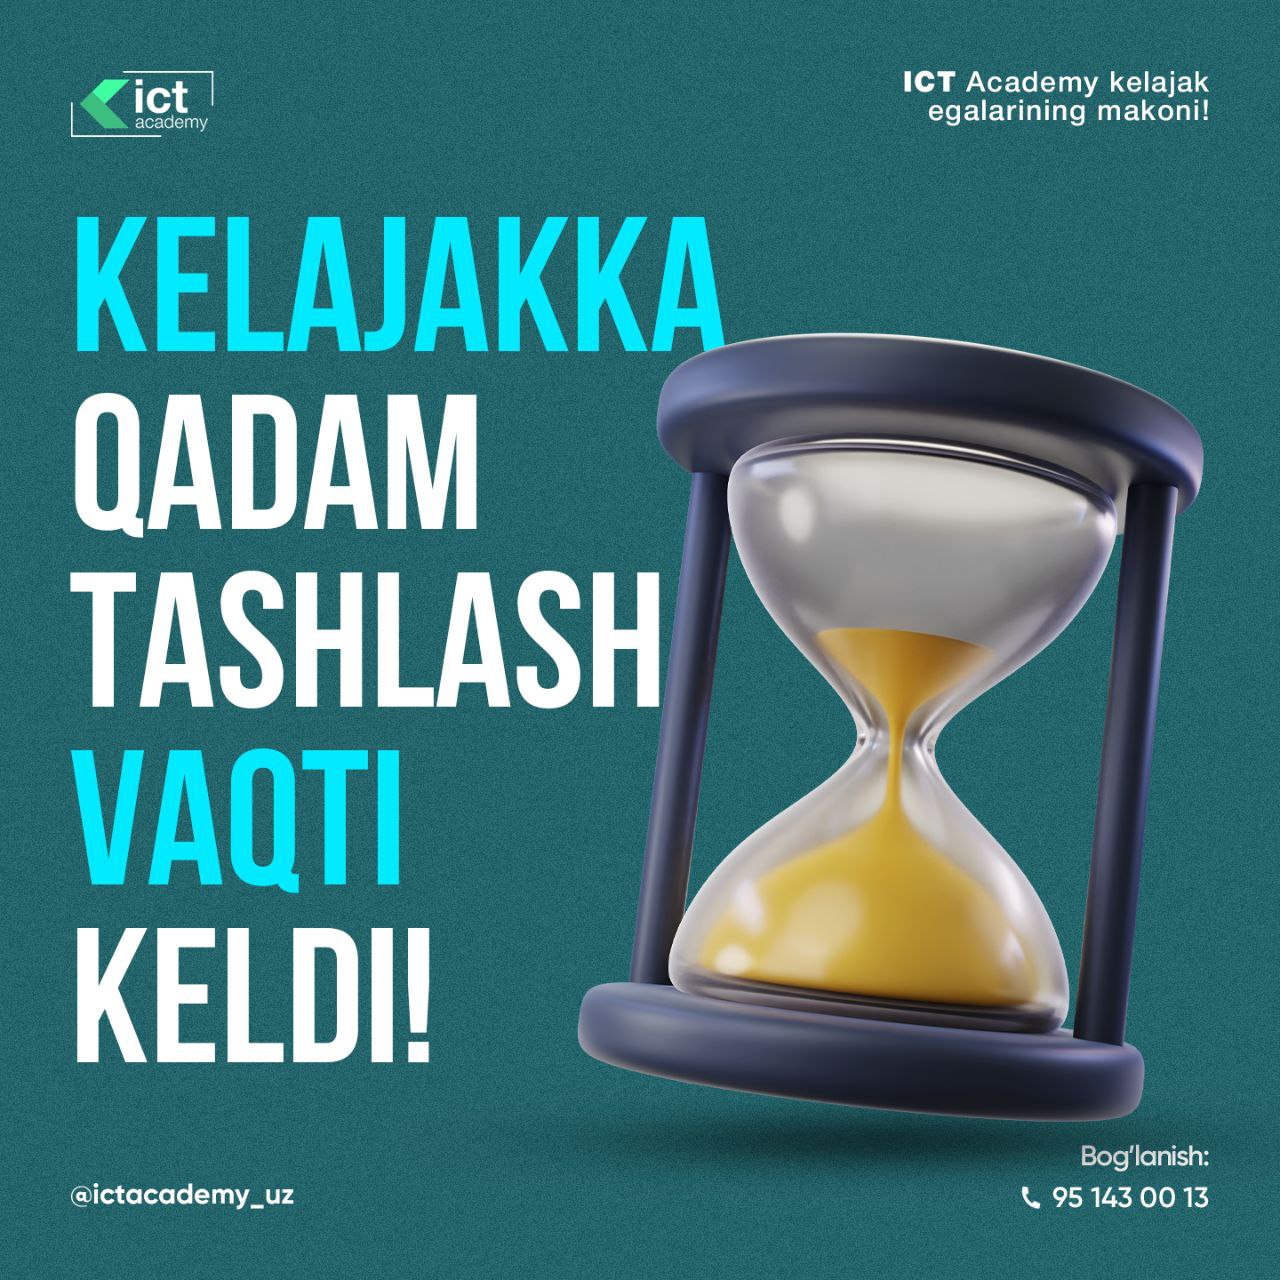 ict
academy
ICT Academy kelajak
egalarining makoni!
KELAJAKKA
QADAM
TASHLASH
VAQTI
KELDI!
Bog'lanish:
@ictacademy_uz
95 143 00 13